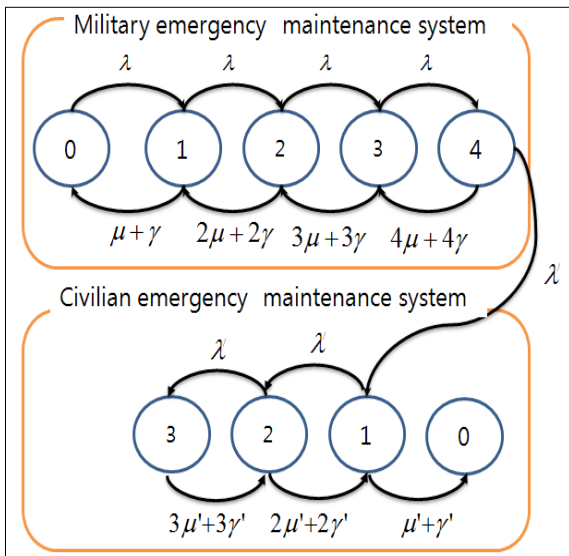 Military emergency maintenance system
λ λ λ λ
0 1 2 3 4
μ+γ 2μ+2γ 3μ+3γ 4μ+4γ
λ'
Civilian emergency maintenance system
λ' λ'
3 2 1 0
3μ'+3γ' 2μ'+2γ' μ'+γ'